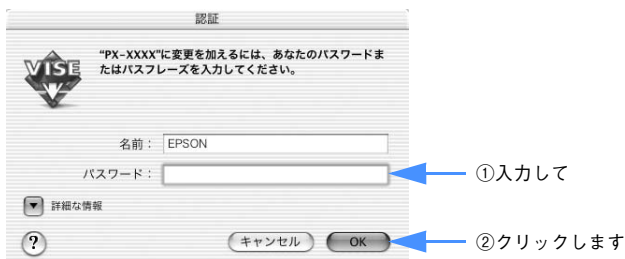 認証
VISE
“PX-XXXX”に変更を加えるには、あなたのパスワードま
たはパスフレーズを入力してください。
名前： EPSON
パスワード：
①入力して
詳細な情報
?
キャンセル OK
②クリックします